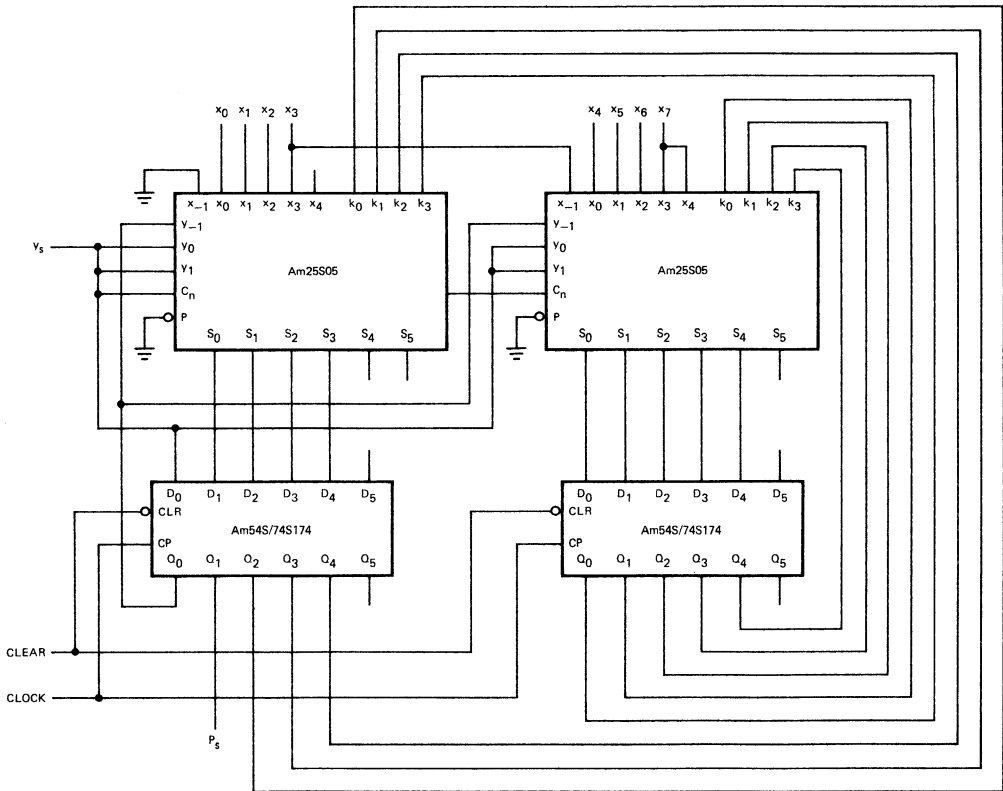 x0 x1 x2 x3 x4 x5 x6 x7
x-1 x0 x1 x2 x3 x4 k0 k1 k2 k3
x-1 x0 x1 x2 x3 x4 k0 k1 k2 k3
y-1
y-1
ys
y0
y0
y1
Am25S05
y1
Am25S05
Cn
Cn
P
P
S0 S1 S2 S3 S4 S5
S0 S1 S2 S3 S4 S5
D0 D1 D2 D3 D4 D5
D0 D1 D2 D3 D4 D5
CLR
CLR
Am54S/74S174
Am54S/74S174
CP
CP
Q0 Q1 Q2 Q3 Q4 Q5
Q0 Q1 Q2 Q3 Q4 Q5
CLEAR
CLOCK
Ps